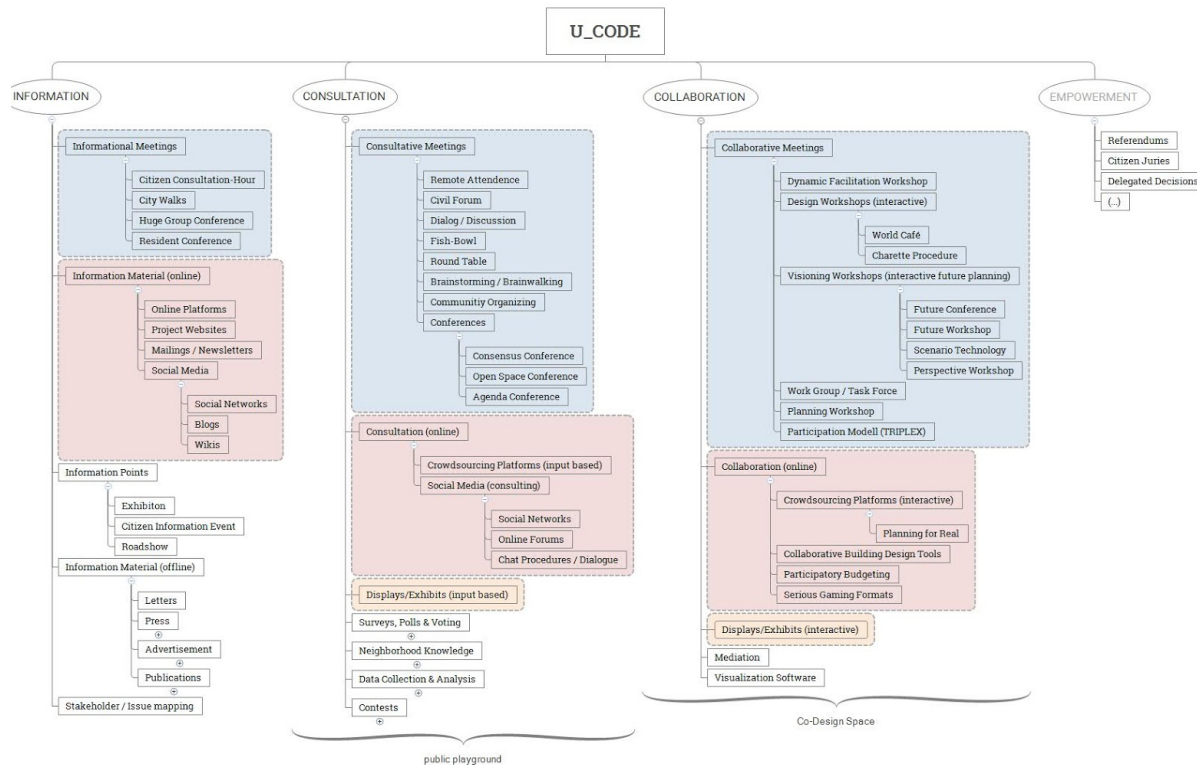 U_CODE
INFORMATION
Informational Meetings
Citizen Consultation-Hour
City Walks
Huge Group Conference
Resident Conference
Information Material (online)
Online Platforms
Project Websites
Mailings / Newsletters
Social Media
Social Networks
Blogs
Wikis
Information Points
Exhibiton
Citizen Information Event
Roadshow
Information Material (offline)
Letters
Press
Advertisement
Publications
Stakeholder / Issue mapping
CONSULTATION
Consultative Meetings
Remote Attendence
Civil Forum
Dialog / Discussion
Fish-Bowl
Round Table
Brainstorming / Brainwalking
Communitiy Organizing
Conferences
Consensus Conference
Open Space Conference
Agenda Conference
Consultation (online)
Crowdsourcing Platforms (input based)
Social Media (consulting)
Social Networks
Online Forums
Chat Procedures / Dialogue
Displays/Exhibits (input based)
Surveys, Polls & Voting
Neighborhood Knowledge
Data Collection & Analysis
Contests
public playground
COLLABORATION
Collaborative Meetings
Dynamic Facilitation Workshop
Design Workshops (interactive)
World Café
Charette Procedure
Visioning Workshops (interactive future planning)
Future Conference
Future Workshop
Scenario Technology
Perspective Workshop
Work Group / Task Force
Planning Workshop
Participation Modell (TRIPLEX)
Collaboration (online)
Crowdsourcing Platforms (interactive)
Planning for Real
Collaborative Building Design Tools
Participatory Budgeting
Serious Gaming Formats
Displays/Exhibits (interactive)
Mediation
Visualization Software
Co-Design Space
EMPOWERMENT
Referendums
Citizen Juries
Delegated Decisions
(...)